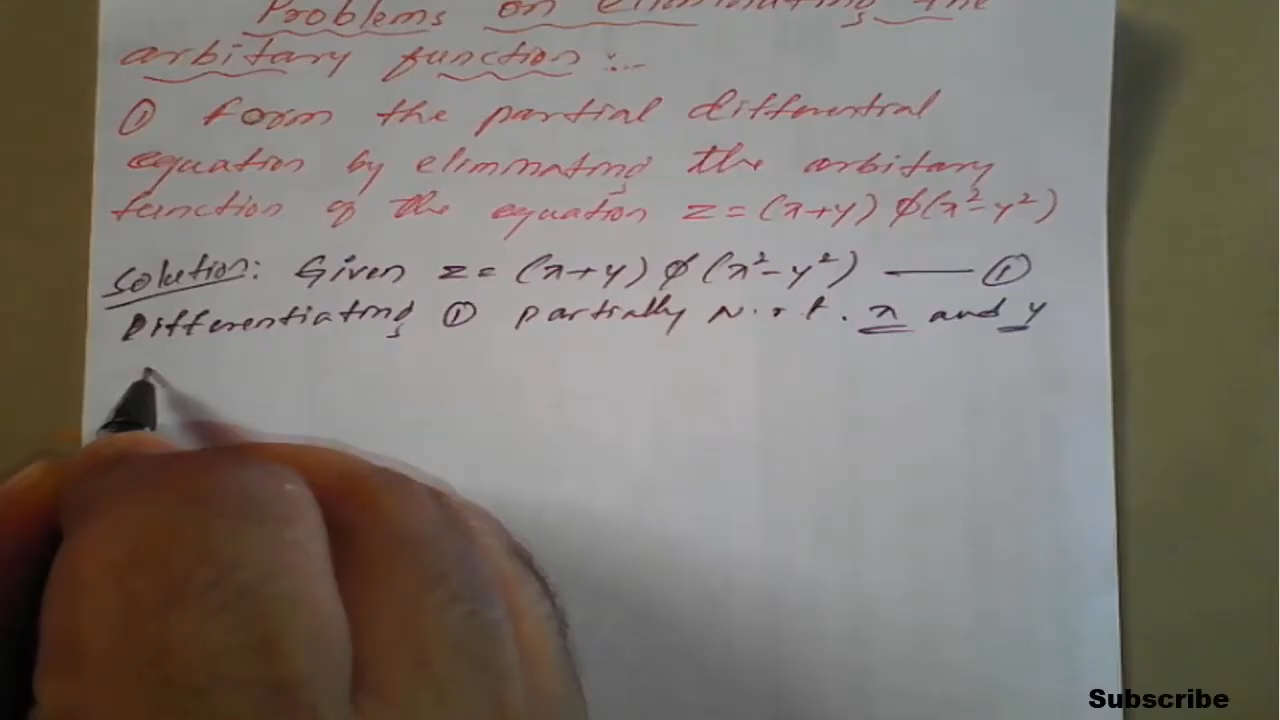 Problems on eliminating the
arbitary function :-
① Form the partial differential
equation by eliminating the arbitary
function of the equation z = (x+y) ϕ(x²-y²)
Solution: Given z = (x+y) ϕ (x²-y²) —— ①
Differentiating ① partially w.r.t. x and y
Subscribe